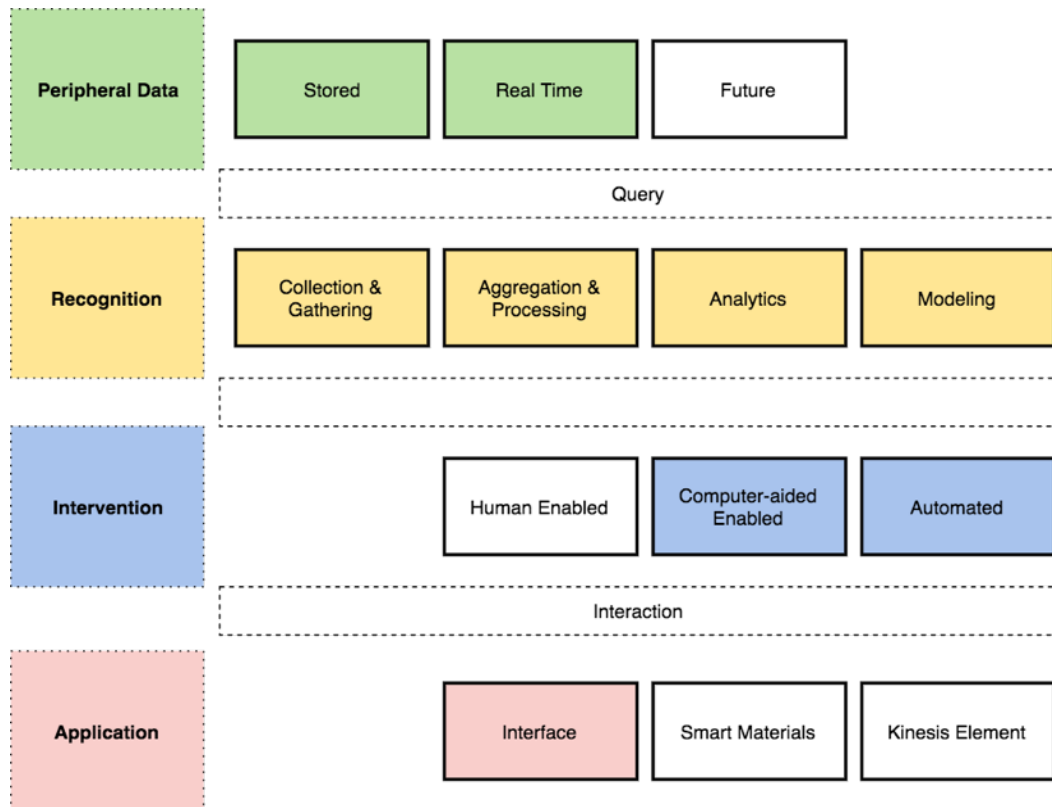 Peripheral Data
Stored
Real Time
Future
Query
Recognition
Collection &
Gathering
Aggregation &
Processing
Analytics
Modeling
Intervention
Human Enabled
Computer-aided
Enabled
Automated
Interaction
Application
Interface
Smart Materials
Kinesis Element